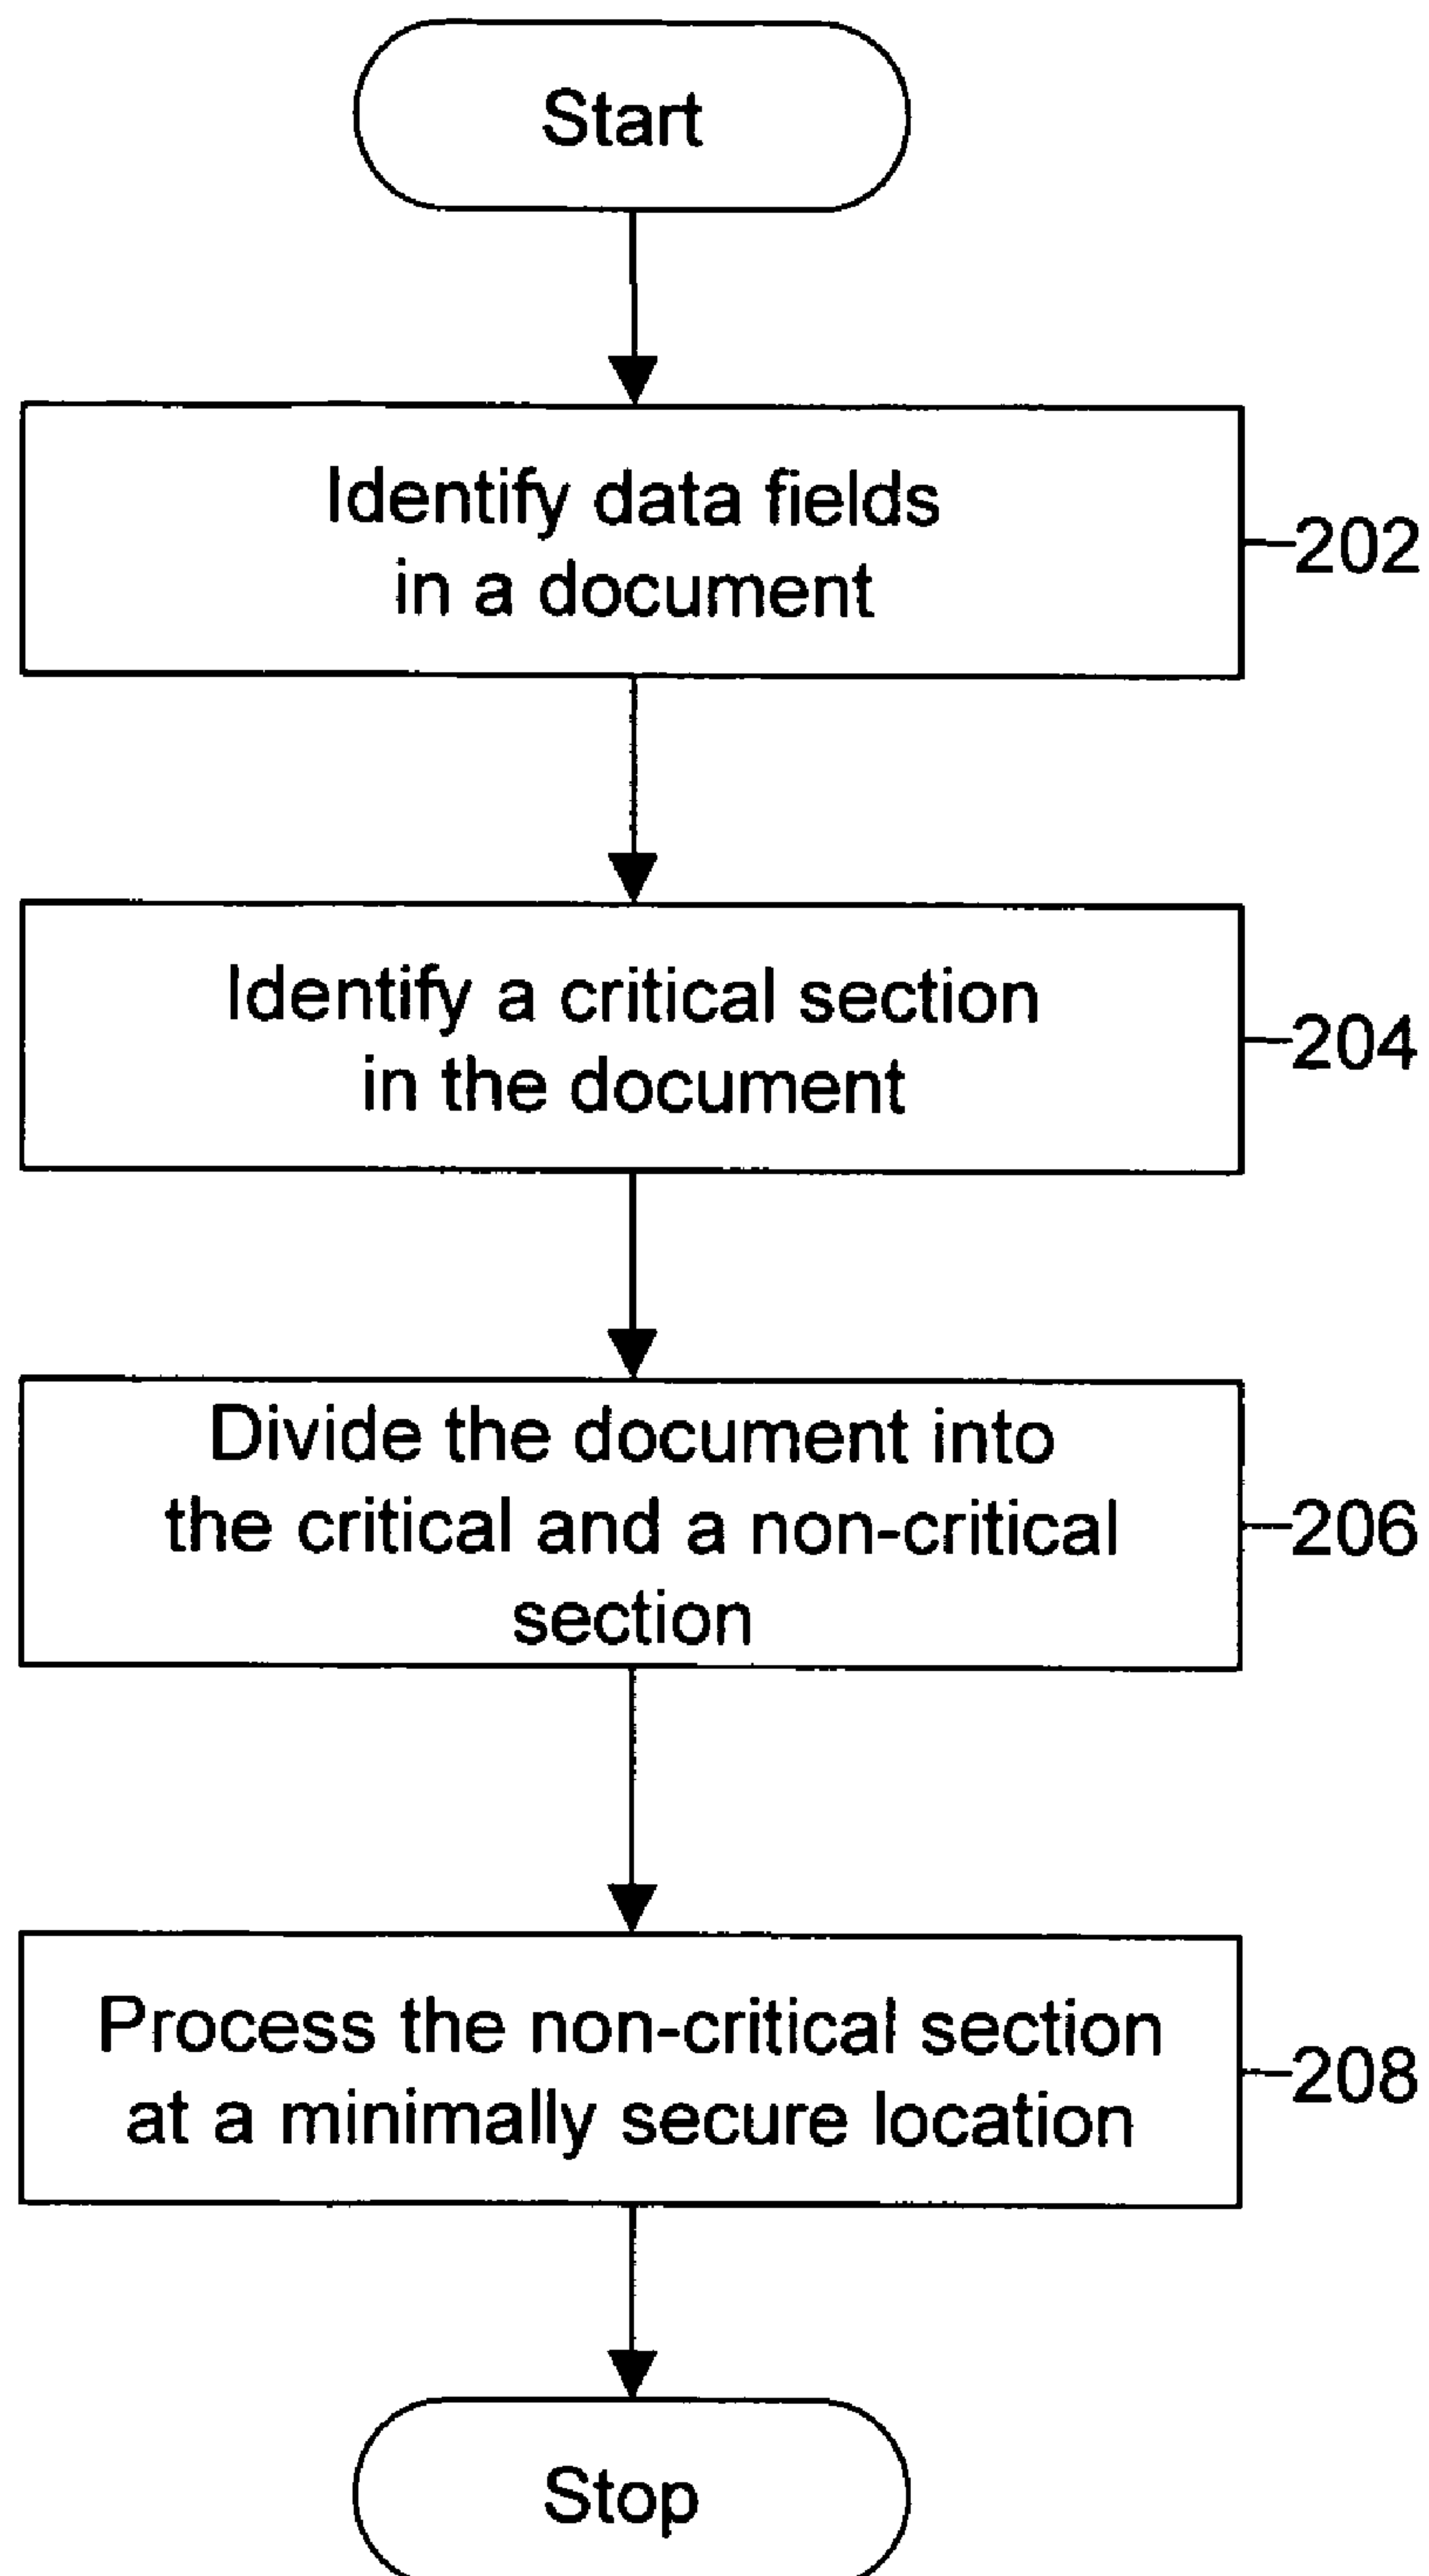 Start
Identify data fields
in a document
202
Identify a critical section
in the document
204
Divide the document into
the critical and a non-critical
section
206
Process the non-critical section
at a minimally secure location
208
Stop